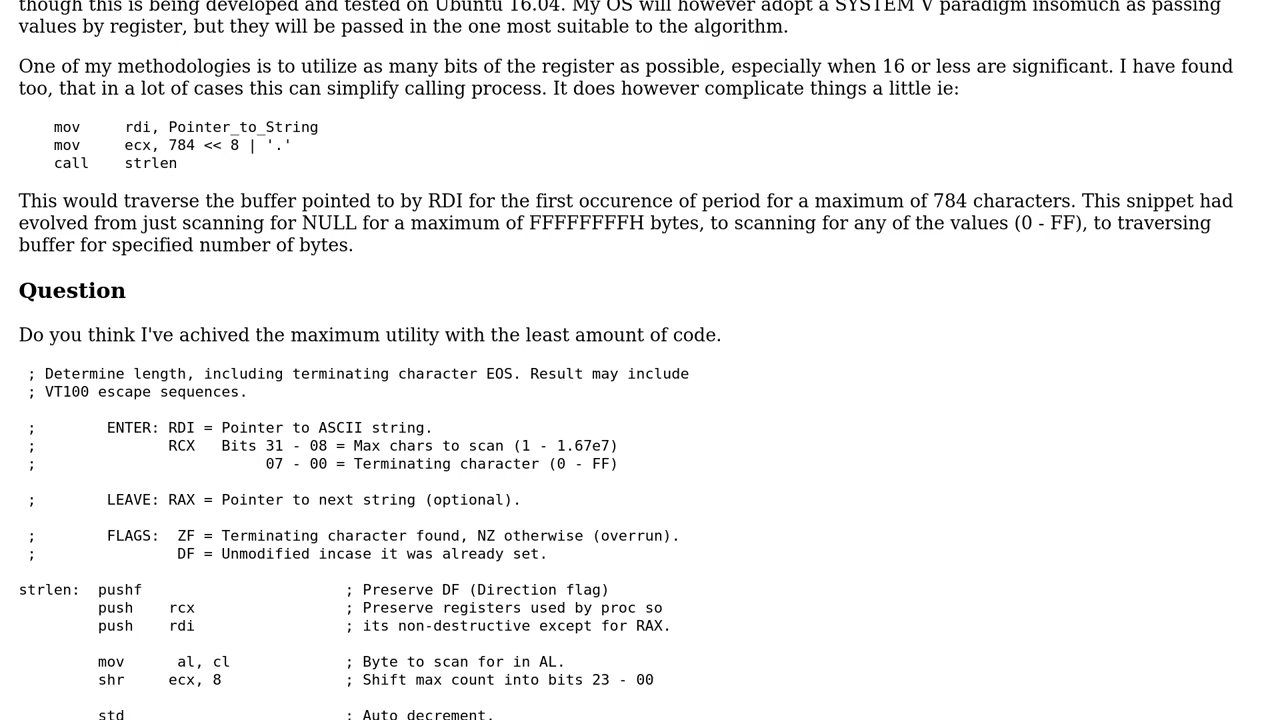 though this is being developed and tested on Ubuntu 16.04. My OS will however adopt a SYSTEM V paradigm insomuch as passing
values by register, but they will be passed in the one most suitable to the algorithm.
One of my methodologies is to utilize as many bits of the register as possible, especially when 16 or less are significant. I have found
too, that in a lot of cases this can simplify calling process. It does however complicate things a little ie:
    mov     rdi, Pointer_to_String
    mov     ecx, 784 << 8 | '.'
    call    strlen
This would traverse the buffer pointed to by RDI for the first occurence of period for a maximum of 784 characters. This snippet had
evolved from just scanning for NULL for a maximum of FFFFFFFFH bytes, to scanning for any of the values (0 - FF), to traversing
buffer for specified number of bytes.
Question
Do you think I've achived the maximum utility with the least amount of code.
 ; Determine length, including terminating character EOS. Result may include
 ; VT100 escape sequences.
 ;        ENTER: RDI = Pointer to ASCII string.
 ;               RCX   Bits 31 - 08 = Max chars to scan (1 - 1.67e7)
 ;                          07 - 00 = Terminating character (0 - FF)
 ;        LEAVE: RAX = Pointer to next string (optional).
 ;        FLAGS:  ZF = Terminating character found, NZ otherwise (overrun).
 ;                DF = Unmodified incase it was already set.
strlen:  pushf                       ; Preserve DF (Direction flag)
         push    rcx                 ; Preserve registers used by proc so
         push    rdi                 ; its non-destructive except for RAX.
         mov      al, cl             ; Byte to scan for in AL.
         shr     ecx, 8              ; Shift max count into bits 23 - 00
         std                         ; Auto decrement.